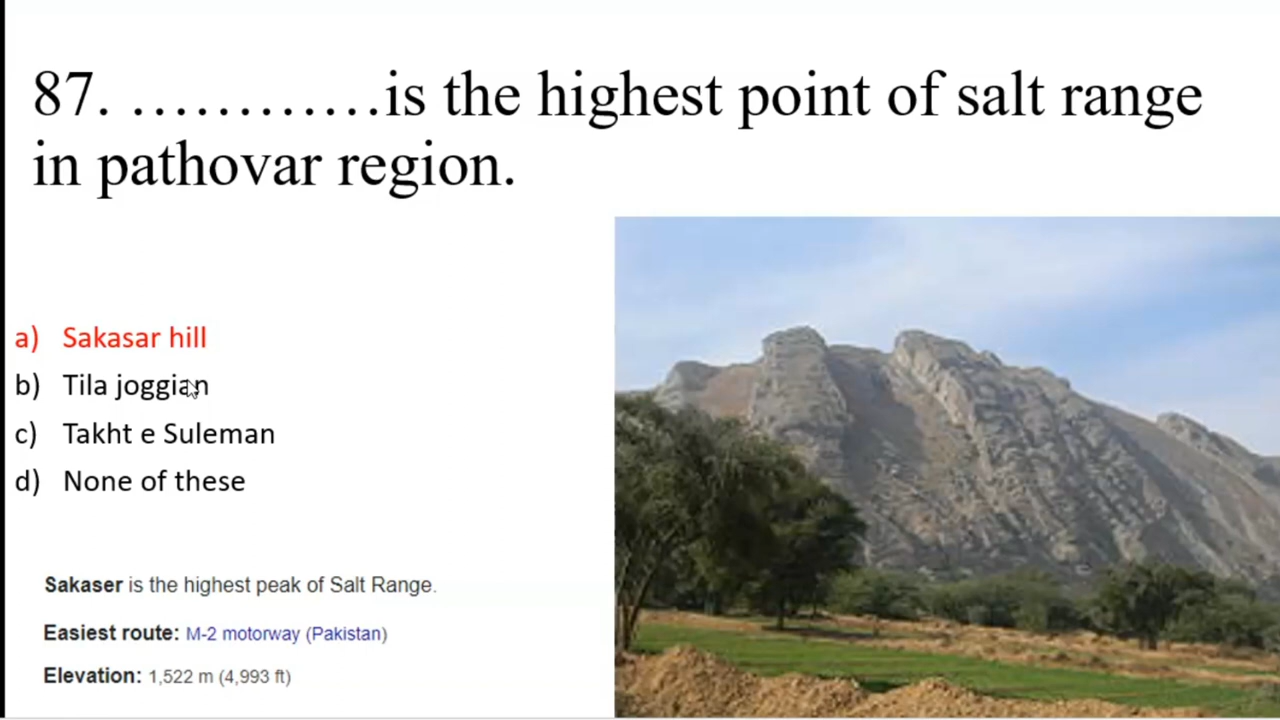 87. …………is the highest point of salt range
in pathovar region.
a) Sakasar hill
b) Tila joggian
c) Takht e Suleman
d) None of these
Sakaser is the highest peak of Salt Range.
Easiest route: M-2 motorway (Pakistan)
Elevation: 1,522 m (4,993 ft)